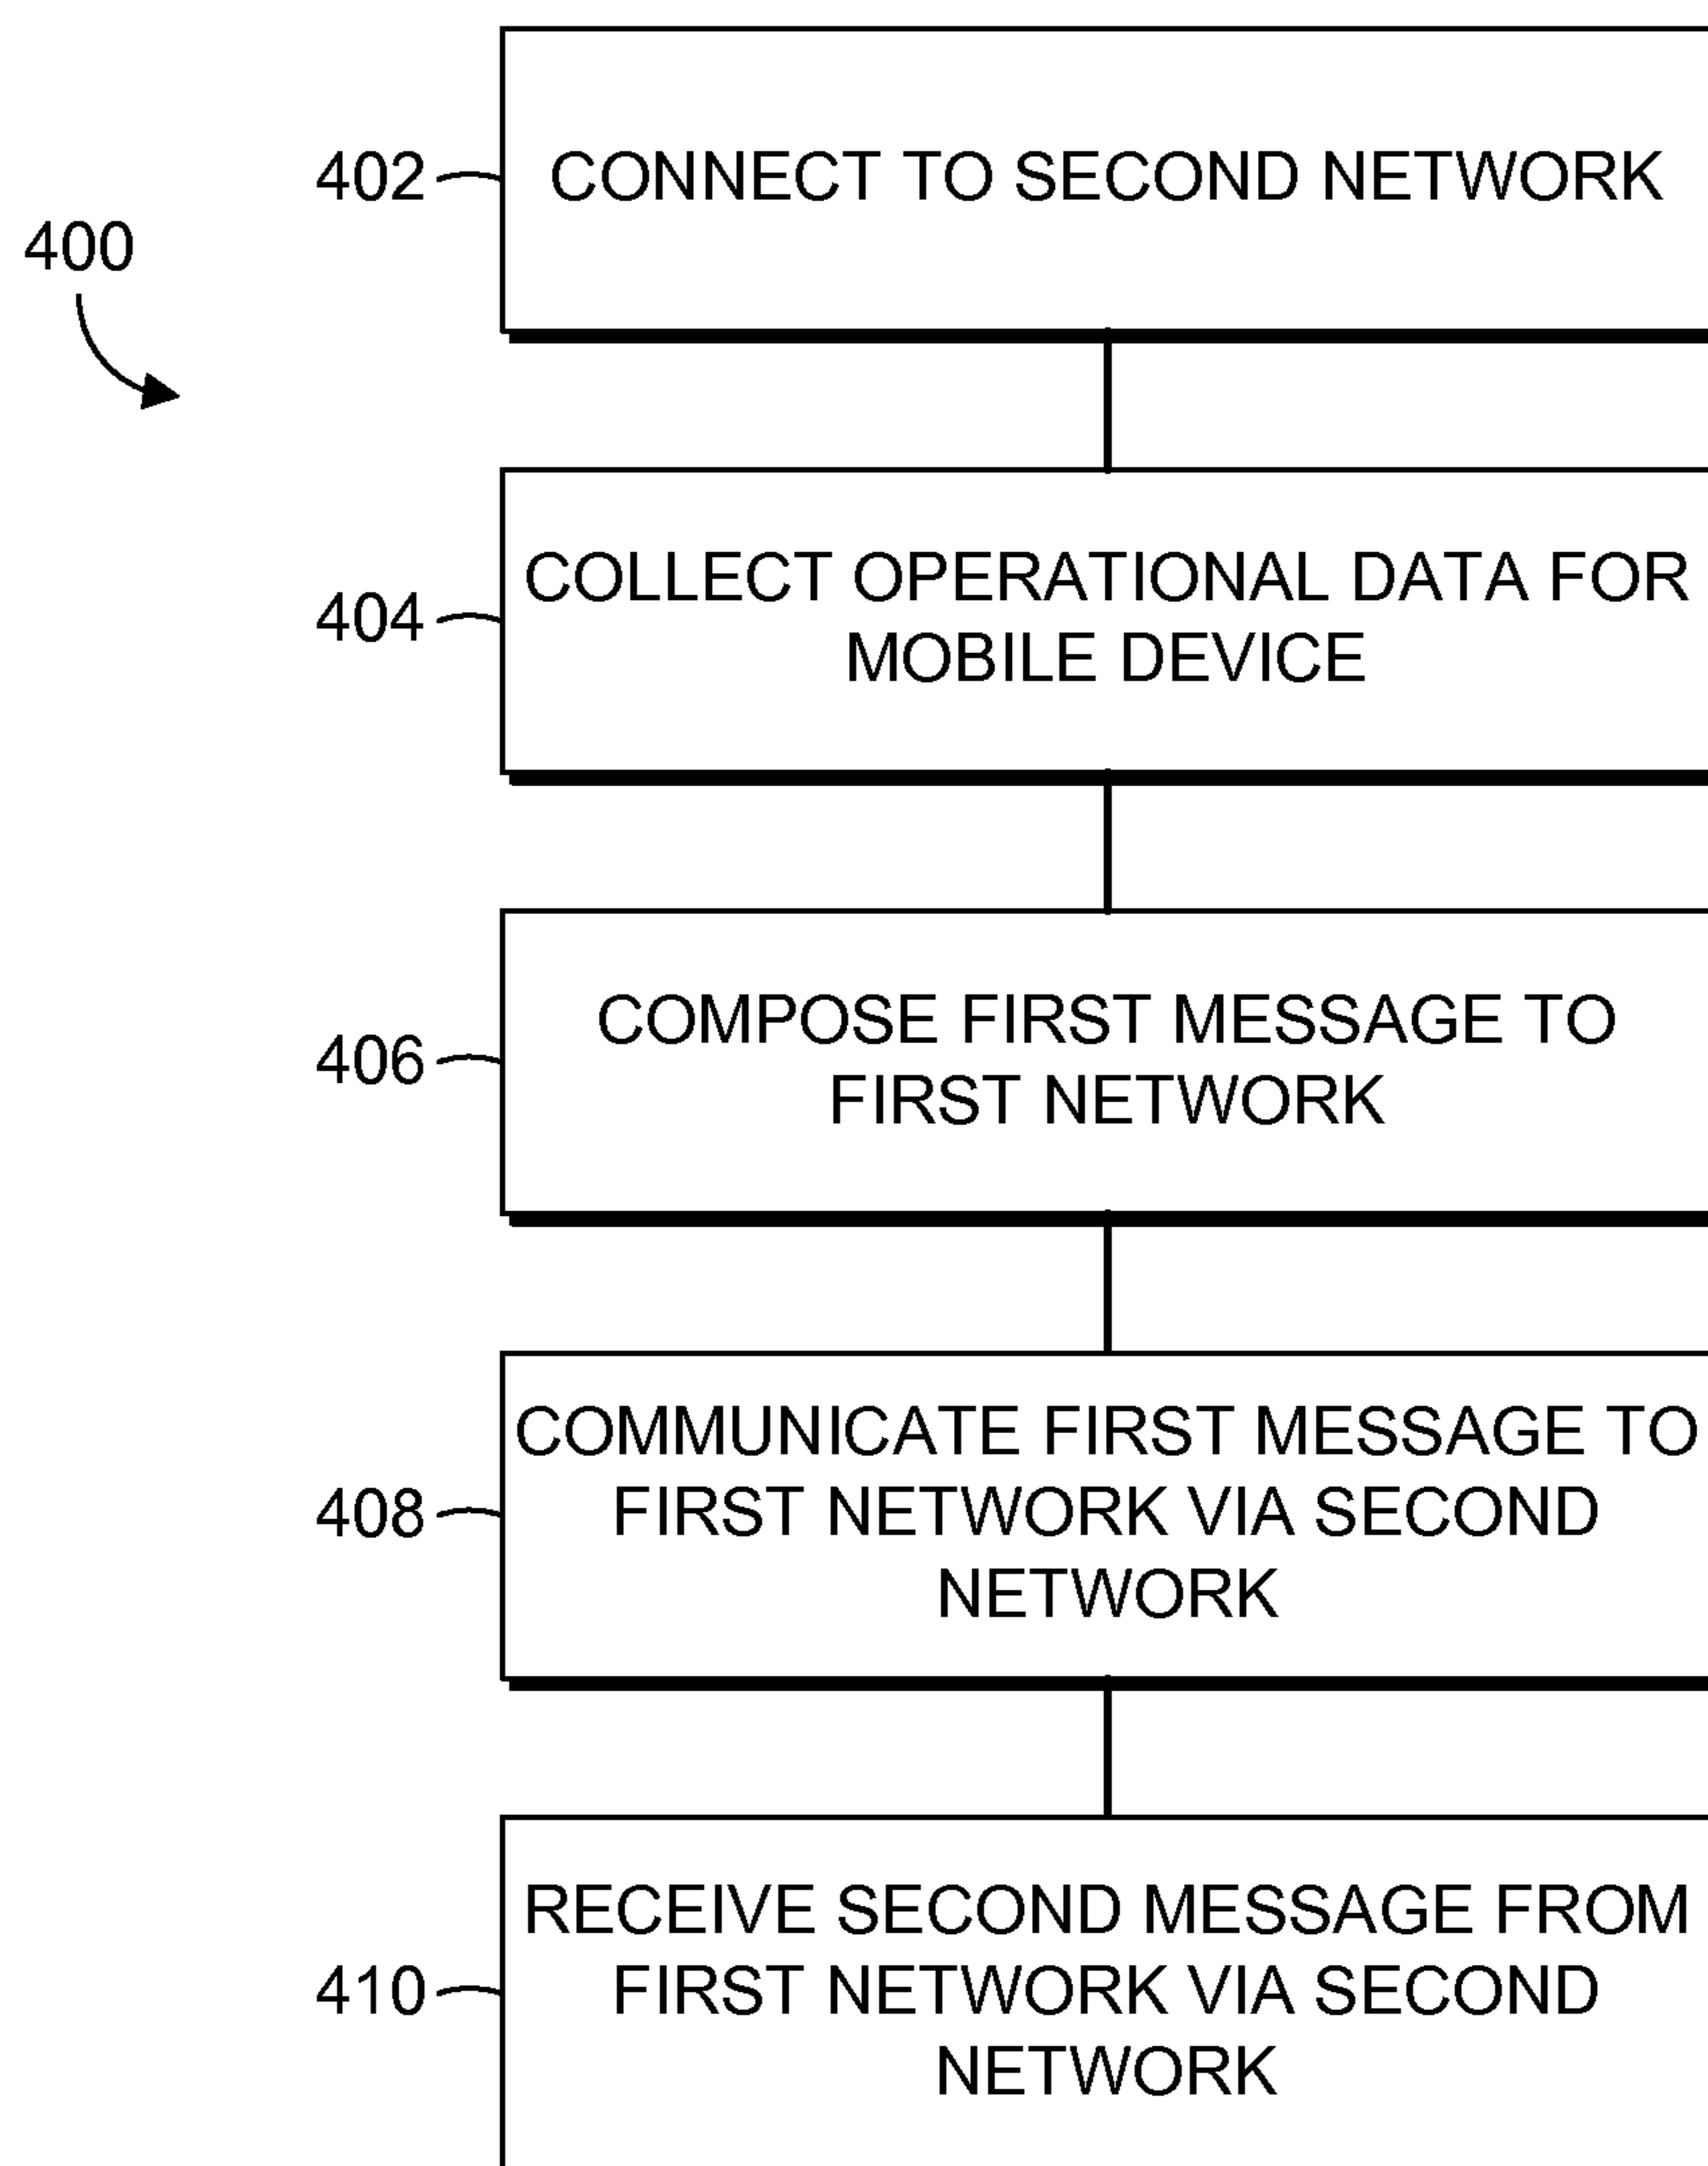 402
CONNECT TO SECOND NETWORK
400
404
COLLECT OPERATIONAL DATA FOR
MOBILE DEVICE
406
COMPOSE FIRST MESSAGE TO
FIRST NETWORK
408
COMMUNICATE FIRST MESSAGE TO
FIRST NETWORK VIA SECOND
NETWORK
410
RECEIVE SECOND MESSAGE FROM
FIRST NETWORK VIA SECOND
NETWORK